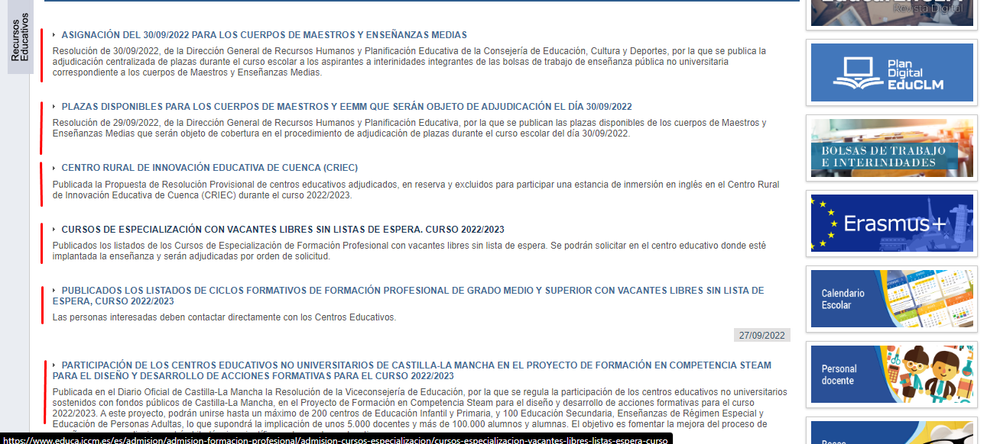 Revista Digital
Recursos
Educativos
ASIGNACIÓN DEL 30/09/2022 PARA LOS CUERPOS DE MAESTROS Y ENSEÑANZAS MEDIAS
Resolución de 30/09/2022, de la Dirección General de Recursos Humanos y Planificación Educativa de la Consejería de Educación, Cultura y Deportes, por la que se publica la
adjudicación centralizada de plazas durante el curso escolar a los aspirantes a interinidades integrantes de las bolsas de trabajo de enseñanza pública no universitaria
correspondiente a los cuerpos de Maestros y Enseñanzas Medias.
PLAZAS DISPONIBLES PARA LOS CUERPOS DE MAESTROS Y EEMM QUE SERÁN OBJETO DE ADJUDICACIÓN EL DÍA 30/09/2022
Resolución de 29/09/2022, de la Dirección General de Recursos Humanos y Planificación Educativa, por la que se publican las plazas disponibles de los cuerpos de Maestros y
Enseñanzas Medias que serán objeto de cobertura en el procedimiento de adjudicación de plazas durante el curso escolar del día 30/09/2022.
CENTRO RURAL DE INNOVACIÓN EDUCATIVA DE CUENCA (CRIEC)
Publicada la Propuesta de Resolución Provisional de centros educativos adjudicados, en reserva y excluidos para participar una estancia de inmersión en inglés en el Centro Rural
de Innovación Educativa de Cuenca (CRIEC) durante el curso 2022/2023.
CURSOS DE ESPECIALIZACIÓN CON VACANTES LIBRES SIN LISTAS DE ESPERA. CURSO 2022/2023
Publicados los listados de los Cursos de Especialización de Formación Profesional con vacantes libres sin lista de espera. Se podrán solicitar en el centro educativo donde esté
implantada la enseñanza y serán adjudicadas por orden de solicitud.
PUBLICADOS LOS LISTADOS DE CICLOS FORMATIVOS DE FORMACIÓN PROFESIONAL DE GRADO MEDIO Y SUPERIOR CON VACANTES LIBRES SIN LISTA DE
ESPERA, CURSO 2022/2023
Las personas interesadas deben contactar directamente con los Centros Educativos.
27/09/2022
PARTICIPACIÓN DE LOS CENTROS EDUCATIVOS NO UNIVERSITARIOS DE CASTILLA-LA MANCHA EN EL PROYECTO DE FORMACIÓN EN COMPETENCIA STEAM
PARA EL DISEÑO Y DESARROLLO DE ACCIONES FORMATIVAS PARA EL CURSO 2022/2023
Publicada en el Diario Oficial de Castilla-La Mancha la Resolución de la Viceconsejería de Educación, por la que se regula la participación de los centros educativos no universitarios
sostenidos con fondos públicos de Castilla-La Mancha, en el Proyecto de Formación en Competencia Steam para el diseño y desarrollo de acciones formativas para el curso
2022/2023. A este proyecto, podrán unirse hasta un máximo de 200 centros de Educación Infantil y Primaria, y 100 Educación Secundaria, Enseñanzas de Régimen Especial y
Educación de Personas Adultas, lo que supondrá la implicación de unos 5.000 docentes y más de 100.000 alumnos y alumnas. El objetivo es fomentar la mejora del proceso de
https://www.educa.jccm.es/es/admision/admision-formacion-profesional/admision-cursos-especializacion/cursos-especializacion-vacantes-libres-listas-espera-curso
Plan
Digital
EduCLM
BOLSAS DE TRABAJO
E INTERINIDADES
Erasmus+
Calendario
Escolar
Personal
docente